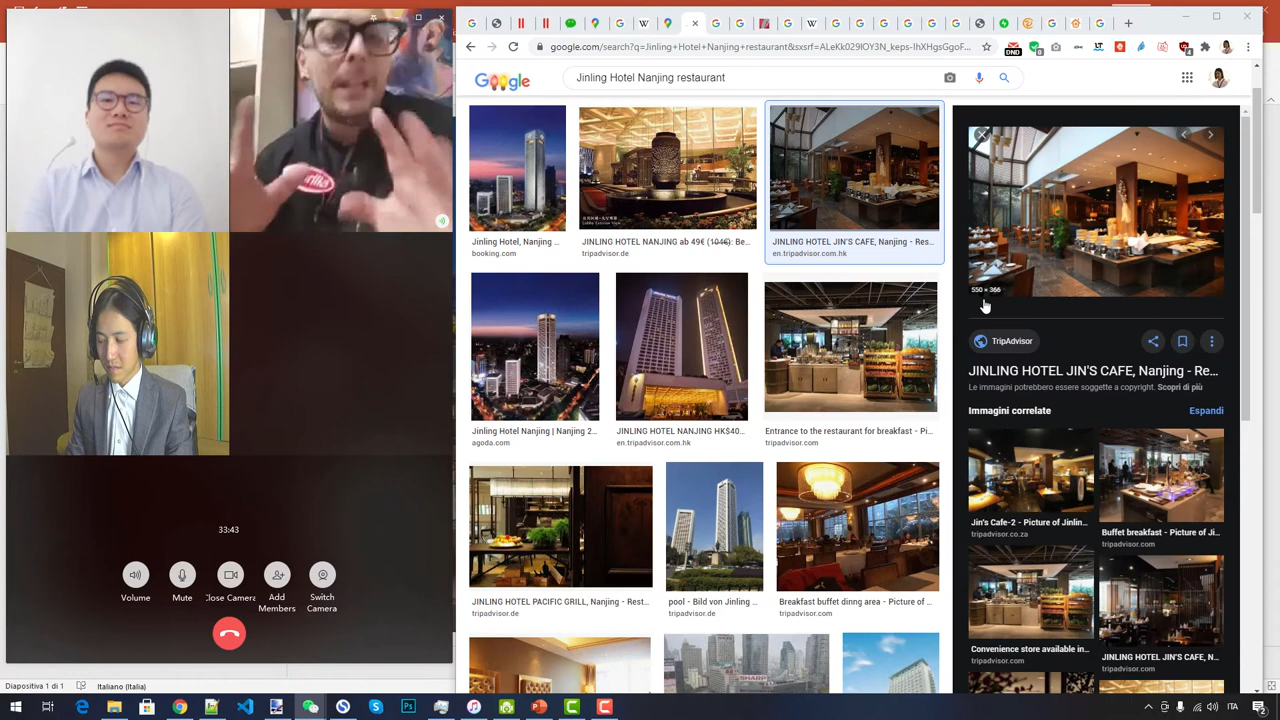 33:43
Volume
Mute
Close Camera
Add
Members
Switch
Camera
Diapositiva 1 di 1
Italiano (Italia)
google.com/search?q=Jinling+Hotel+Nanjing+restaurant&sxsrf=ALeKk029lOY3N_keps-IhXHgsGgoF...
DND
0
4
Google
Jinling Hotel Nanjing restaurant
Jinling Hotel, Nanjing ...
booking.com
JINLING HOTEL NANJING ab 49€ (104€): Be...
tripadvisor.de
JINLING HOTEL JIN'S CAFE, Nanjing - Res...
en.tripadvisor.com.hk
Jinling Hotel Nanjing | Nanjing 2...
agoda.com
JINLING HOTEL NANJING HK$40...
en.tripadvisor.com.hk
Entrance to the restaurant for breakfast - Pi...
tripadvisor.com
JINLING HOTEL PACIFIC GRILL, Nanjing - Rest...
tripadvisor.de
pool - Bild von Jinling ...
tripadvisor.de
Breakfast buffet dinng area - Picture of ...
tripadvisor.com
SHARP
550 × 366
TripAdvisor
JINLING HOTEL JIN'S CAFE, Nanjing - Re...
Le immagini potrebbero essere soggette a copyright. Scopri di più
Immagini correlate
Espandi
Jin's Cafe-2 - Picture of Jinlin...
tripadvisor.co.za
Buffet breakfast - Picture of Ji...
tripadvisor.com
Convenience store available in...
tripadvisor.com
JINLING HOTEL JIN'S CAFE, N...
tripadvisor.com
ITA
2